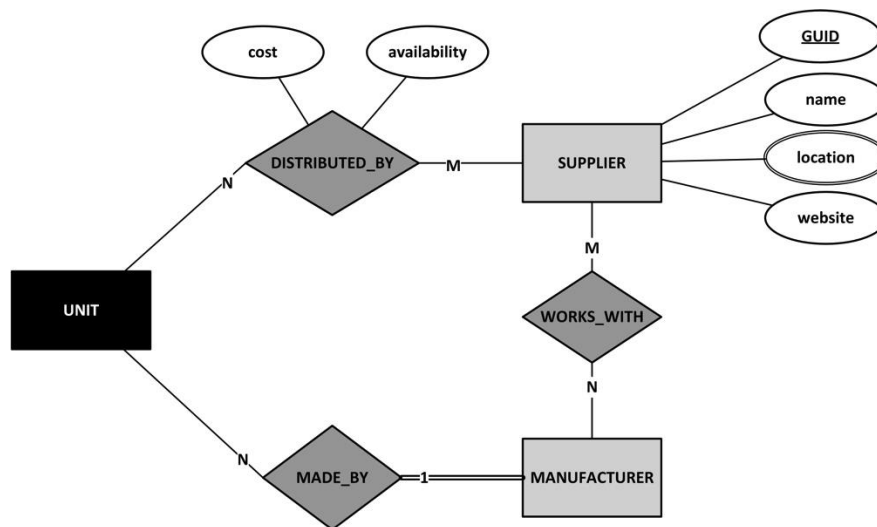 cost
availability
GUID
name
location
website
DISTRIBUTED_BY
SUPPLIER
N
M
M
UNIT
WORKS_WITH
N
N
MADE_BY
1
MANUFACTURER